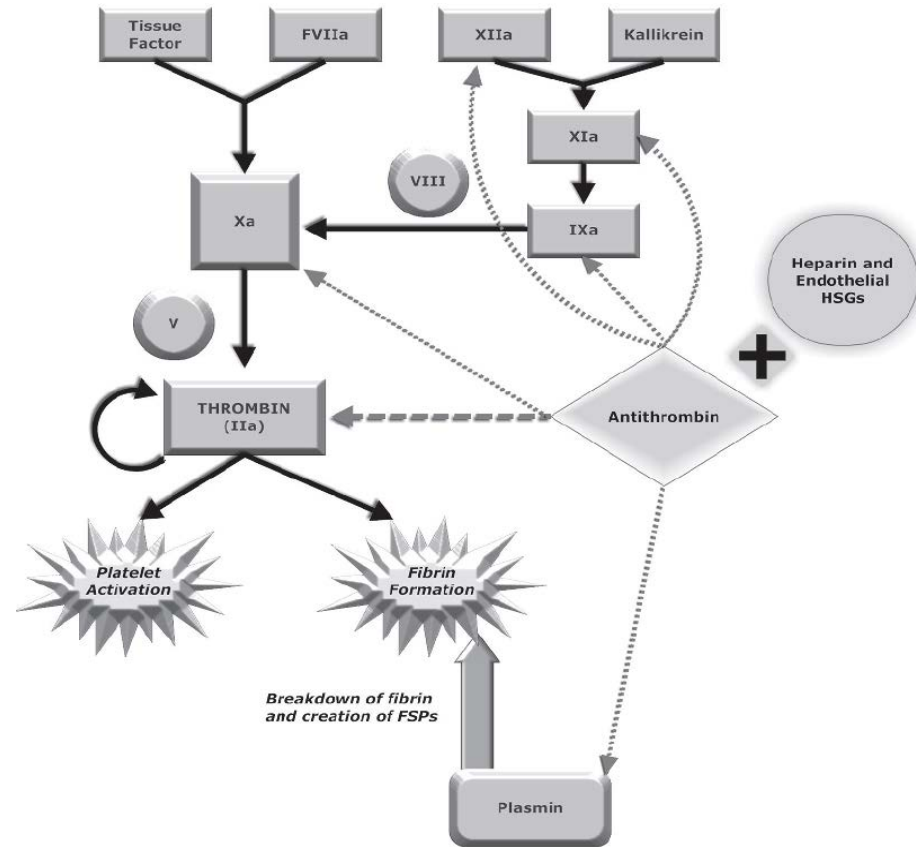 Tissue
Factor
FVIIa
XIIa
Kallikrein
XIa
VIII
Xa
IXa
Heparin and
Endothelial
HSGs
V
THROMBIN
(IIa)
Antithrombin
Platelet
Activation
Fibrin
Formation
Breakdown of fibrin
and creation of FSPs
Plasmin